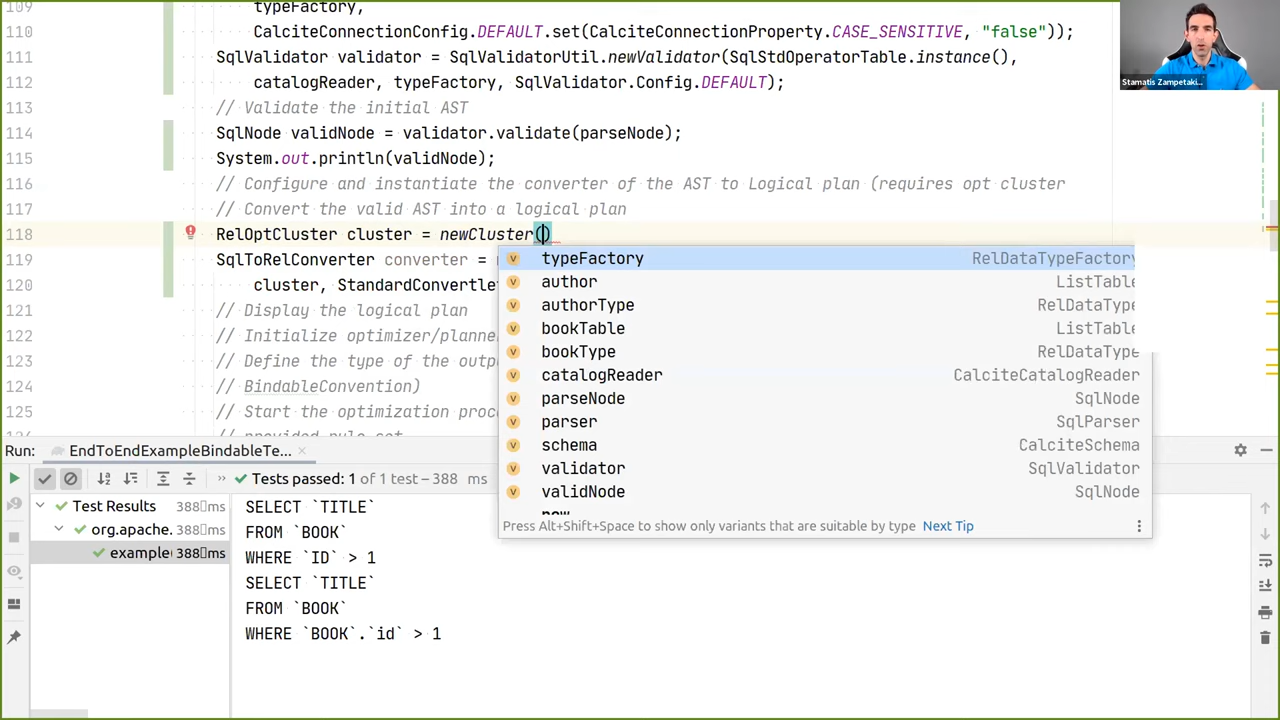 109 typeFactory,
110 CalciteConnectionConfig.DEFAULT.set(CalciteConnectionProperty.CASE_SENSITIVE, "false"));
111 SqlValidator validator = SqlValidatorUtil.newValidator(SqlStdOperatorTable.instance(),
112 catalogReader, typeFactory, SqlValidator.Config.DEFAULT);
113 // Validate the initial AST
114 SqlNode validNode = validator.validate(parseNode);
115 System.out.println(validNode);
116 // Configure and instantiate the converter of the AST to Logical plan (requires opt cluster
117 // Convert the valid AST into a logical plan
118 RelOptCluster cluster = newCluster()
119 SqlToRelConverter converter =
120 cluster, StandardConvertlet
121 // Display the logical plan
122 // Initialize optimizer/planne
123 // Define the type of the outp
124 // BindableConvention)
125 // Start the optimization proc
// provided rule set
typeFactory RelDataTypeFactory
author ListTable
authorType RelDataType
bookTable ListTable
bookType RelDataType
catalogReader CalciteCatalogReader
parseNode SqlNode
parser SqlParser
schema CalciteSchema
validator SqlValidator
validNode SqlNode
new
Press Alt+Shift+Space to show only variants that are suitable by type Next Tip
Stamatis Zampetaki...
Run: EndToEndExampleBindableTe...
Tests passed: 1 of 1 test – 388 ms
Test Results 388 ms
org.apache. 388 ms
example( 388 ms
SELECT `TITLE`
FROM `BOOK`
WHERE `ID` > 1
SELECT `TITLE`
FROM `BOOK`
WHERE `BOOK`.`id` > 1